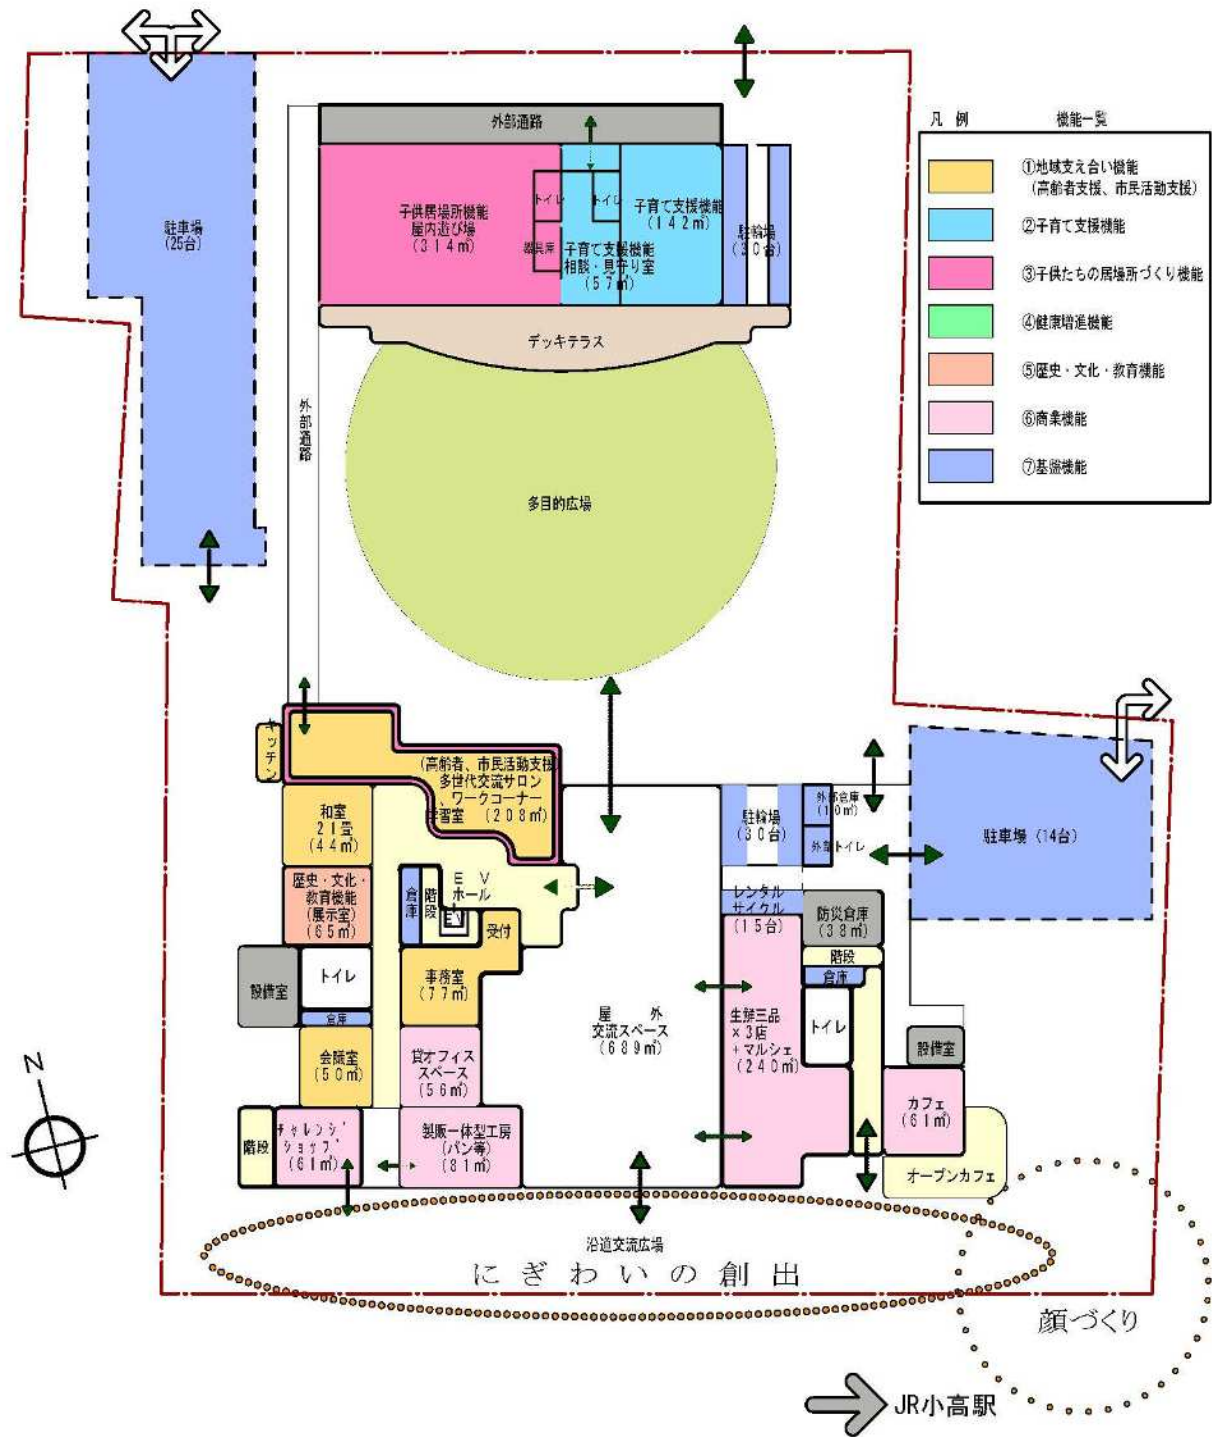 凡 例
機能一覧
①地域支え合い機能
(高齢者支援、市民活動支援)
②子育て支援機能
③子供たちの居場所づくり機能
④健康増進機能
⑤歴史・文化・教育機能
⑥商業機能
⑦基盤機能
駐車場
(25台)
外部通路
子供居場所機能
屋内遊び場
(314㎡)
トイレ
器具庫
トイレ
子育て支援機能
(142㎡)
子育て支援機能
相談・見守り室
(57㎡)
駐輪場
(30台)
デッキテラス
外部通路
多目的広場
キッチン
(高齢者、市民活動支援)
多世代交流サロン
、ワークコーナー
学習室 (208㎡)
和室
21畳
(44㎡)
歴史・文化・
教育機能
(展示室)
(65㎡)
倉庫
階段
EV
ホール
EV
受付
事務室
(77㎡)
設備室
トイレ
倉庫
会議室
(50㎡)
貸オフィス
スペース
(56㎡)
階段
チャレンジ
ショップ
(61㎡)
製販一体型工房
(パン等)
(81㎡)
屋 外
交流スペース
(689㎡)
駐輪場
(30台)
外部倉庫
(10㎡)
外部トイレ
駐車場 (14台)
レンタル
サイクル
(15台)
防災倉庫
(38㎡)
階段
倉庫
トイレ
生鮮三品
×3店
+マルシェ
(240㎡)
設備室
カフェ
(61㎡)
オープンカフェ
沿道交流広場
にぎわいの創出
顔づくり
JR小高駅
N